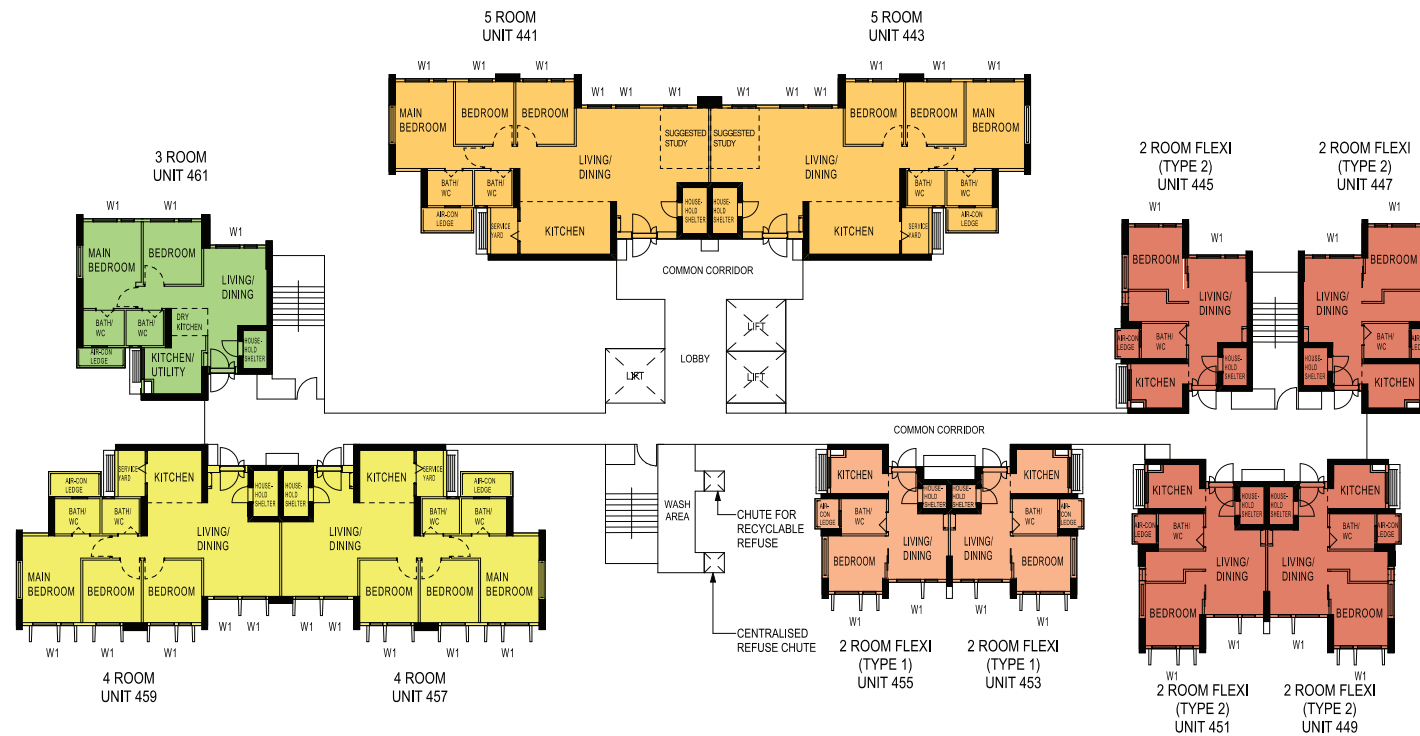 5 ROOM
UNIT 441
5 ROOM
UNIT 443
W1
W1
W1
W1
W1
W1
W1
W1
W1
W1
W1
W1
MAIN
BEDROOM
BEDROOM
BEDROOM
SUGGESTED
STUDY
SUGGESTED
STUDY
BEDROOM
BEDROOM
MAIN
BEDROOM
LIVING/
DINING
LIVING/
DINING
BATH/
WC
BATH/
WC
AIR-CON
LEDGE
SERVICE
YARD
KITCHEN
HOUSE-
HOLD
SHELTER
HOUSE-
HOLD
SHELTER
KITCHEN
SERVICE
YARD
BATH/
WC
BATH/
WC
AIR-CON
LEDGE
3 ROOM
UNIT 461
W1
W1
W1
MAIN
BEDROOM
BEDROOM
LIVING/
DINING
BATH/
WC
BATH/
WC
DRY
KITCHEN
AIR-CON
LEDGE
KITCHEN/
UTILITY
HOUSE-
HOLD
SHELTER
COMMON CORRIDOR
LIFT
LIFT
LOBBY
LIFT
2 ROOM FLEXI
(TYPE 2)
UNIT 445
2 ROOM FLEXI
(TYPE 2)
UNIT 447
W1
W1
W1
W1
BEDROOM
LIVING/
DINING
BATH/
WC
AIR-CON
LEDGE
KITCHEN
HOUSE-
HOLD
SHELTER
BEDROOM
LIVING/
DINING
BATH/
WC
HOUSE-
HOLD
SHELTER
KITCHEN
COMMON CORRIDOR
AIR-CON
LEDGE
SERVICE
YARD
KITCHEN
HOUSE-
HOLD
SHELTER
HOUSE-
HOLD
SHELTER
KITCHEN
SERVICE
YARD
AIR-CON
LEDGE
BATH/
WC
BATH/
WC
LIVING/
DINING
LIVING/
DINING
BATH/
WC
BATH/
WC
MAIN
BEDROOM
BEDROOM
BEDROOM
BEDROOM
BEDROOM
MAIN
BEDROOM
W1
W1
W1
W1
W1
W1
W1
W1
W1
W1
4 ROOM
UNIT 459
4 ROOM
UNIT 457
WASH
AREA
CHUTE FOR
RECYCLABLE
REFUSE
CENTRALISED
REFUSE CHUTE
KITCHEN
HOUSE-
HOLD
SHELTER
HOUSE-
HOLD
SHELTER
KITCHEN
AIR-CON
LEDGE
BATH/
WC
BATH/
WC
AIR-CON
LEDGE
BEDROOM
LIVING/
DINING
LIVING/
DINING
BEDROOM
W1
W1
W1
W1
2 ROOM FLEXI
(TYPE 1)
UNIT 455
2 ROOM FLEXI
(TYPE 1)
UNIT 453
KITCHEN
HOUSE-
HOLD
SHELTER
HOUSE-
HOLD
SHELTER
KITCHEN
AIR-CON
LEDGE
BATH/
WC
BATH/
WC
AIR-CON
LEDGE
BEDROOM
LIVING/
DINING
LIVING/
DINING
BEDROOM
W1
W1
W1
W1
2 ROOM FLEXI
(TYPE 2)
UNIT 451
2 ROOM FLEXI
(TYPE 2)
UNIT 449